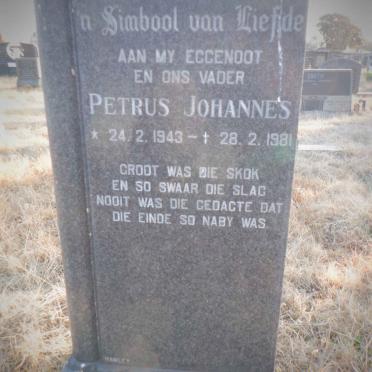 'n Simbool van Liefde
AAN MY EGGENOOT
EN ONS VADER
PETRUS JOHANNES
* 24.2.1943 – † 28.2.1981
GROOT WAS DIE SKOK
EN SO SWAAR DIE SLAG
NOOIT WAS DIE GEDAGTE DAT
DIE EINDE SO NABY WAS